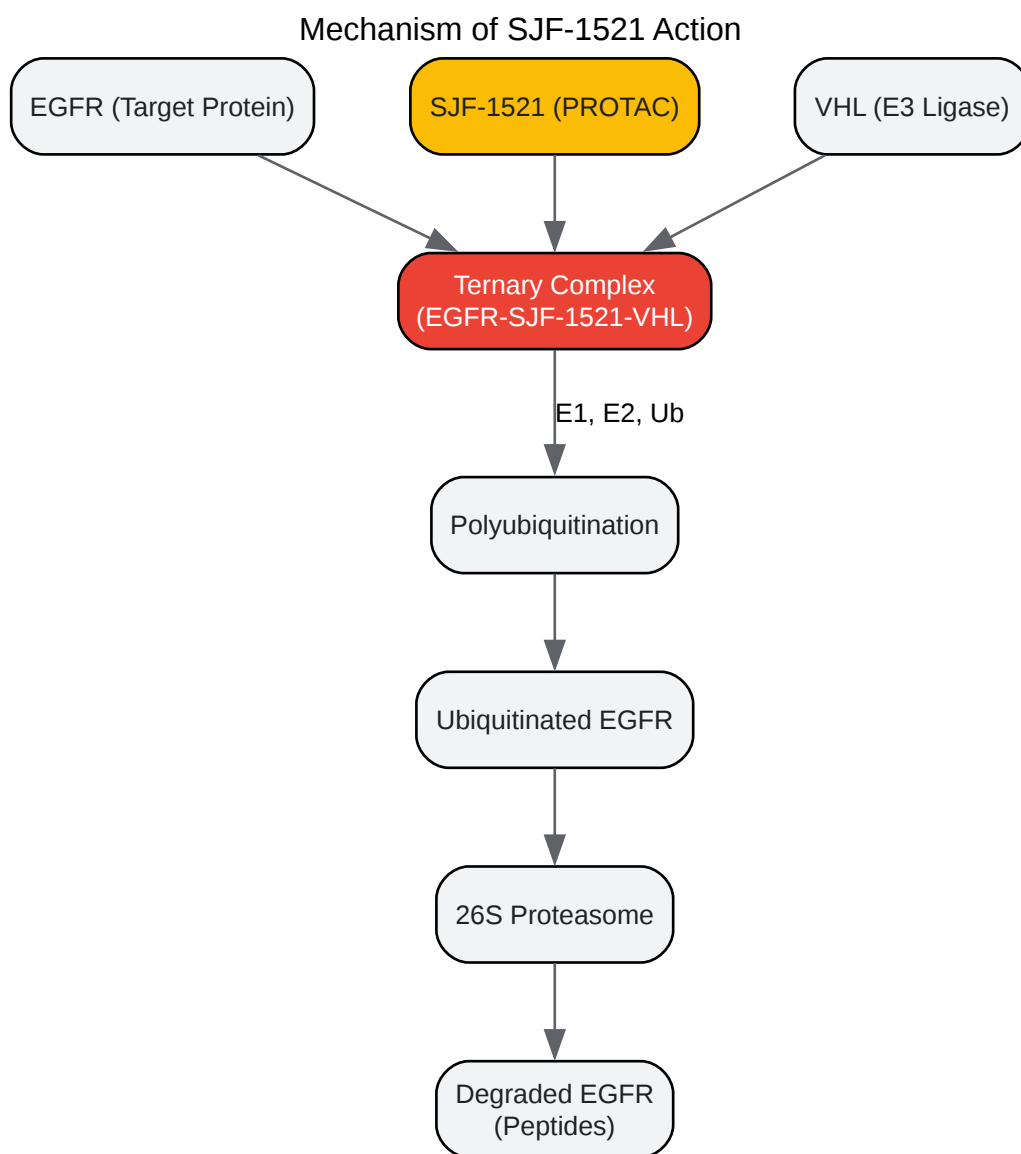 Mechanism of SJF-1521 Action
EGFR (Target Protein)
SJF-1521 (PROTAC)
VHL (E3 Ligase)
Ternary Complex
(EGFR-SJF-1521-VHL)
E1, E2, Ub
Polyubiquitination
Ubiquitinated EGFR
26S Proteasome
Degraded EGFR
(Peptides)